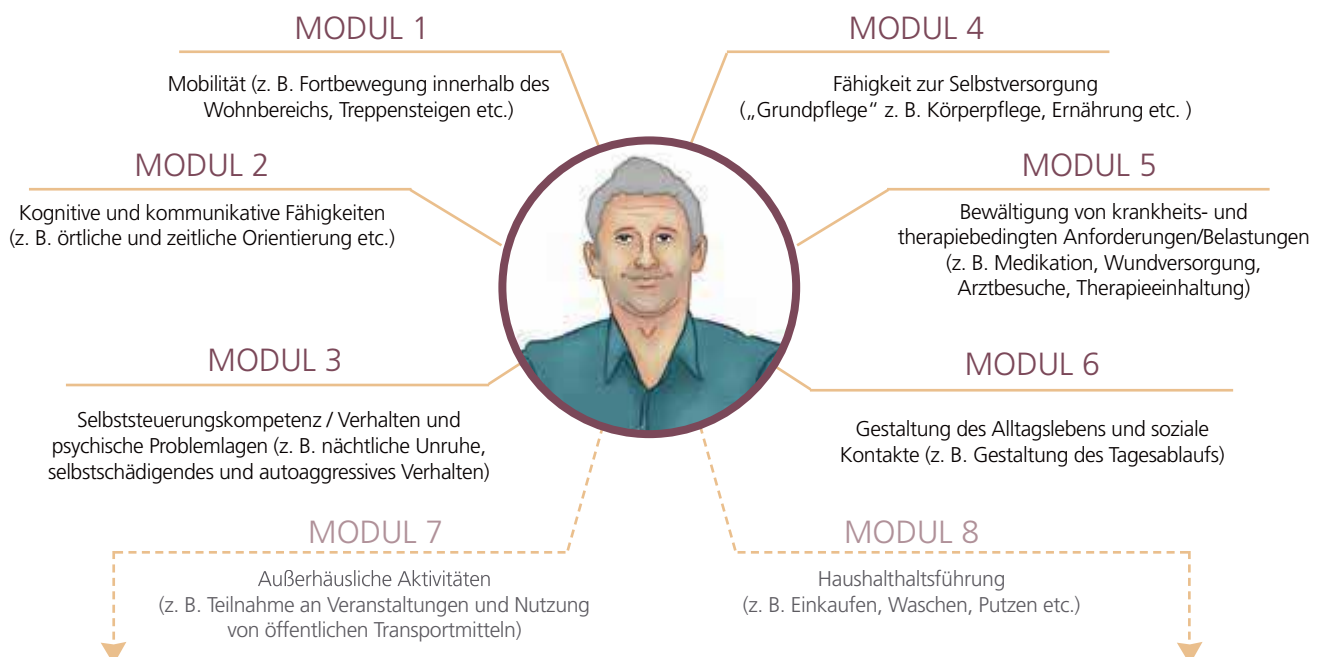 MODUL 1
Mobilität (z. B. Fortbewegung innerhalb des
Wohnbereichs, Treppensteigen etc.)
MODUL 2
Kognitive und kommunikative Fähigkeiten
(z. B. örtliche und zeitliche Orientierung etc.)
MODUL 3
Selbststeuerungskompetenz / Verhalten und
psychische Problemlagen (z. B. nächtliche Unruhe,
selbstschädigendes und autoaggressives Verhalten)
MODUL 4
Fähigkeit zur Selbstversorgung
(„Grundpflege“ z. B. Körperpflege, Ernährung etc. )
MODUL 5
Bewältigung von krankheits- und
therapiebedingten Anforderungen/Belastungen
(z. B. Medikation, Wundversorgung,
Arztbesuche, Therapieeinhaltung)
MODUL 6
Gestaltung des Alltagslebens und soziale
Kontakte (z. B. Gestaltung des Tagesablaufs)
MODUL 7
Außerhäusliche Aktivitäten
(z. B. Teilnahme an Veranstaltungen und Nutzung
von öffentlichen Transportmitteln)
MODUL 8
Haushalthaltsführung
(z. B. Einkaufen, Waschen, Putzen etc.)